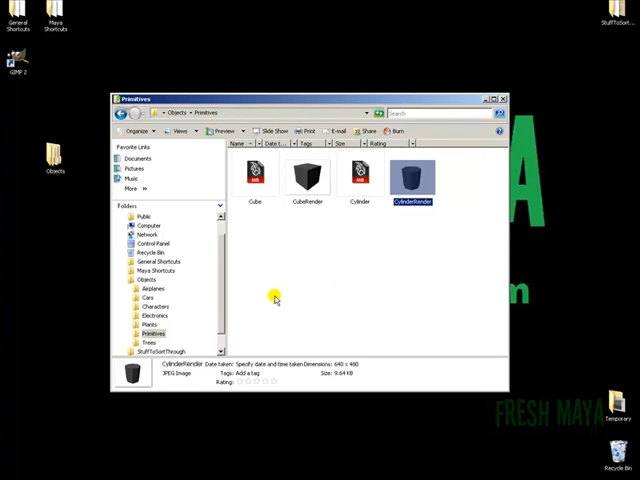 General
Shortcuts
Maya
Shortcuts
StuffToSort...
GIMP 2
Objects
Primitives
Objects
Primitives
Search
Organize
Views
Preview
Slide Show
Print
E-mail
Share
Burn
Favorite Links
Documents
Pictures
Music
More
Folders
Name
Date t...
Tags
Size
Rating
MB
MB
Cube
CubeRender
Cylinder
CylinderRender
Public
Computer
Network
Control Panel
Recycle Bin
General Shortcuts
Maya Shortcuts
Objects
Airplanes
Cars
Characters
Electronics
Plants
Primitives
Trees
StuffToSortThrough
CylinderRender Date taken: Specify date and time taken Dimensions: 640 x 480
JPEG Image Tags: Add a tag Size: 9.64 KB
Rating:
A
m
FRESH MAYA
Temporary
Recycle Bin